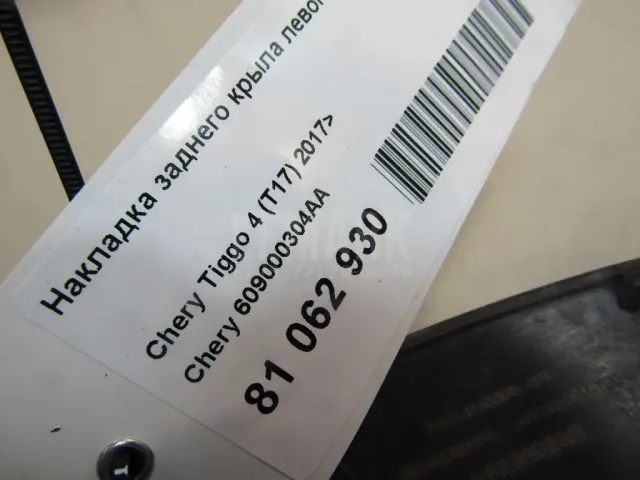 Накладка заднего крыла левого
Chery Tiggo 4 (T17) 2017>
Chery 609000304AA
81 062 930